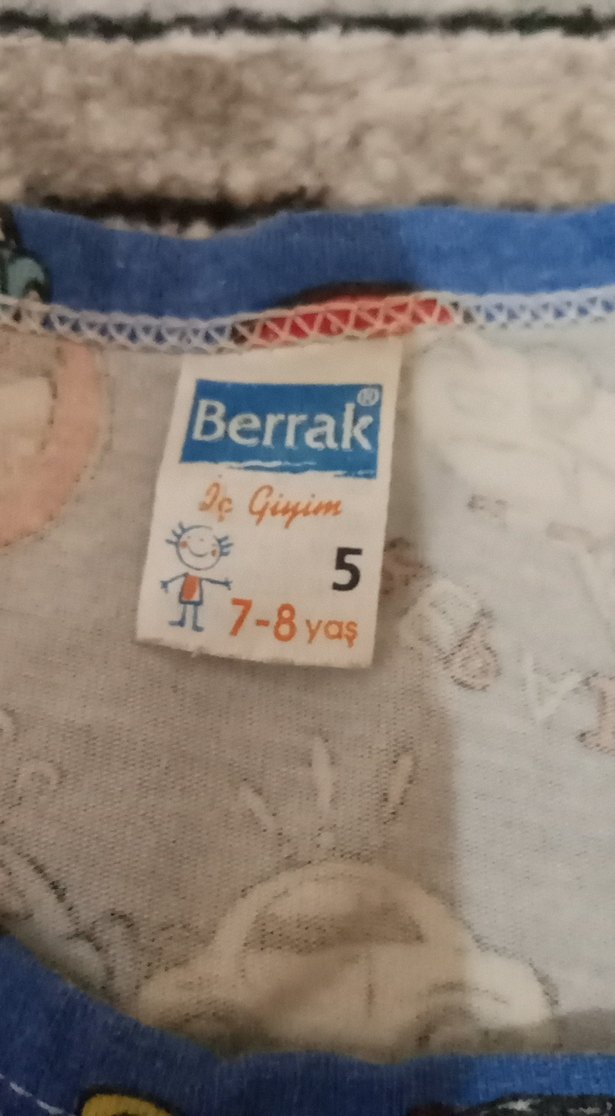 Berrak®
İç Giyim
5
7-8 yaş